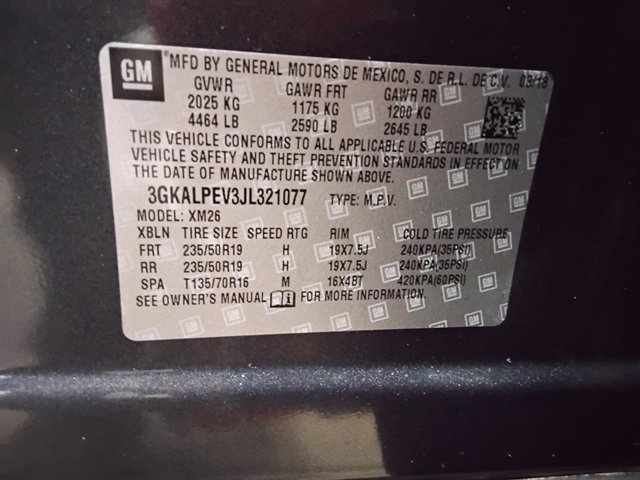 GM MFD BY GENERAL MOTORS DE MEXICO, S. DE R.L. DE C.V. 03/18
GVWR GAWR FRT GAWR RR
2025 KG 1175 KG 1200 KG
4464 LB 2590 LB 2645 LB
THIS VEHICLE CONFORMS TO ALL APPLICABLE U.S. FEDERAL MOTOR
VEHICLE SAFETY AND THEFT PREVENTION STANDARDS IN EFFECT ON
THE DATE OF MANUFACTURE SHOWN ABOVE.
3GKALPEV3JL321077 TYPE: M.P.V.
MODEL: XM26
XBLN TIRE SIZE SPEED RTG RIM COLD TIRE PRESSURE
FRT 235/50R19 H 19X7.5J 240KPA(35PSI)
RR 235/50R19 H 19X7.5J 240KPA(35PSI)
SPA T135/70R16 M 16X4BT 420KPA(60PSI)
SEE OWNER'S MANUAL FOR MORE INFORMATION.